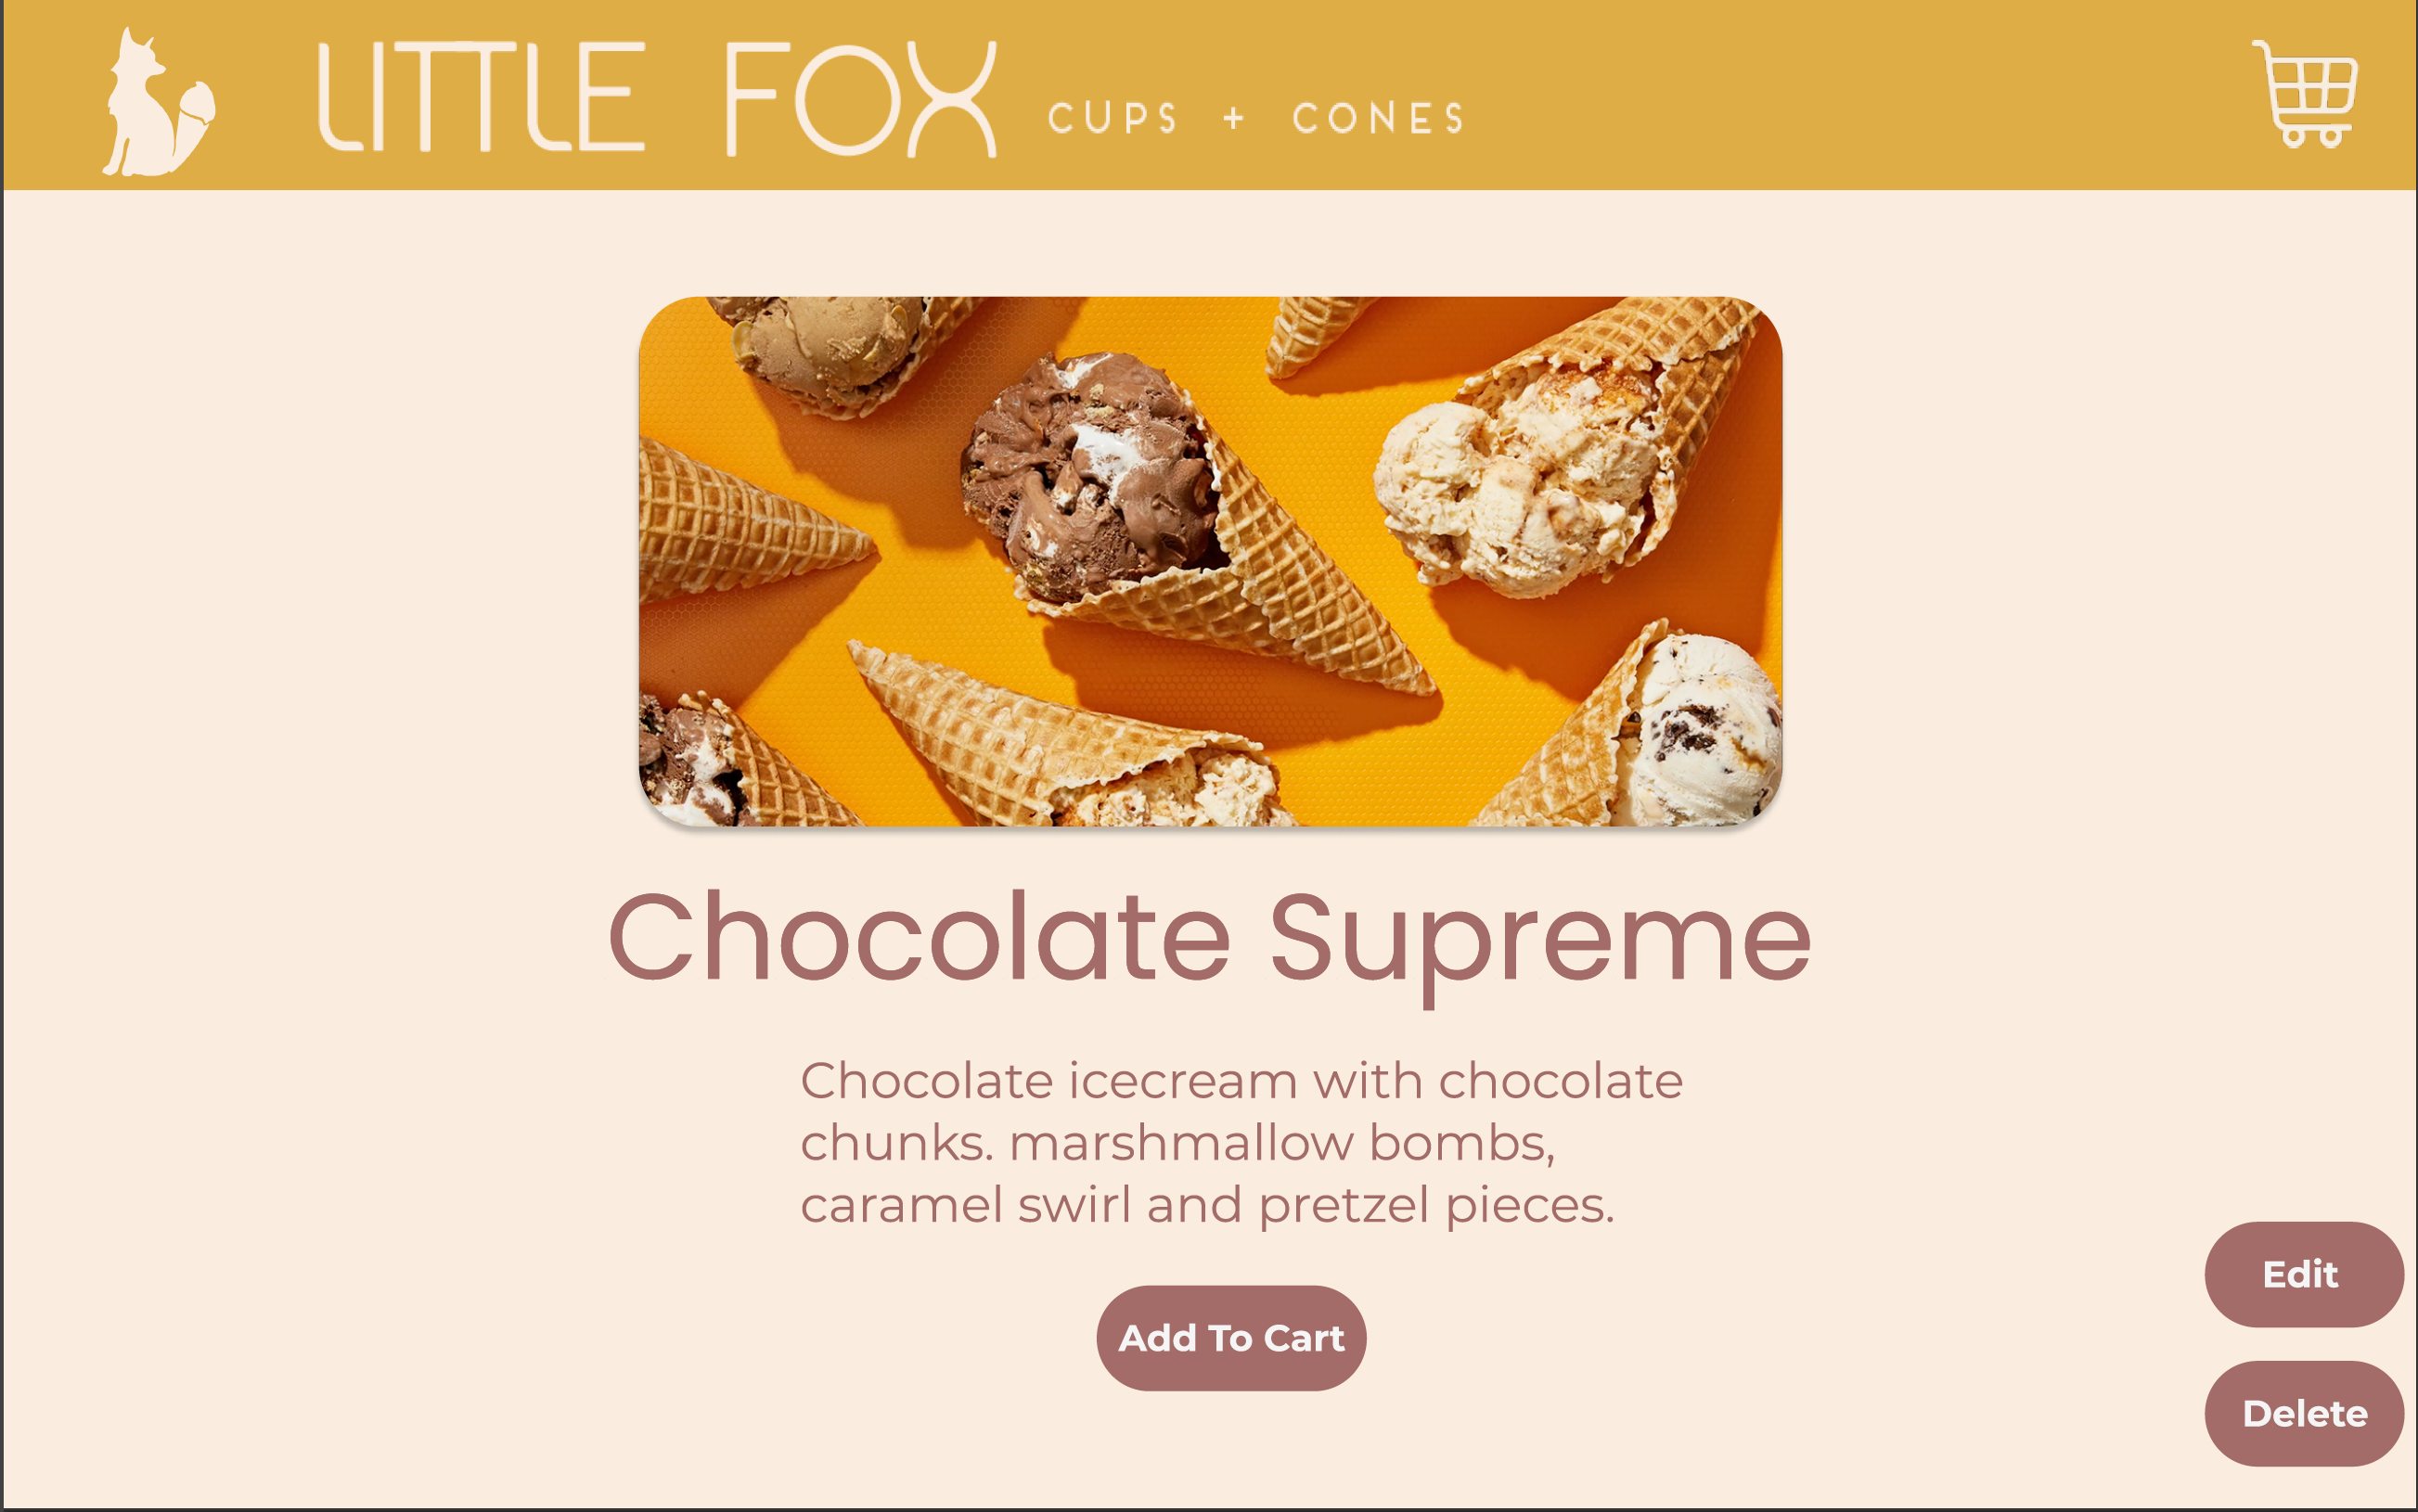 LITTLE FOX CUPS + CONES
Chocolate Supreme
Chocolate icecream with chocolate
chunks. marshmallow bombs,
caramel swirl and pretzel pieces.
Edit
Add To Cart
Delete